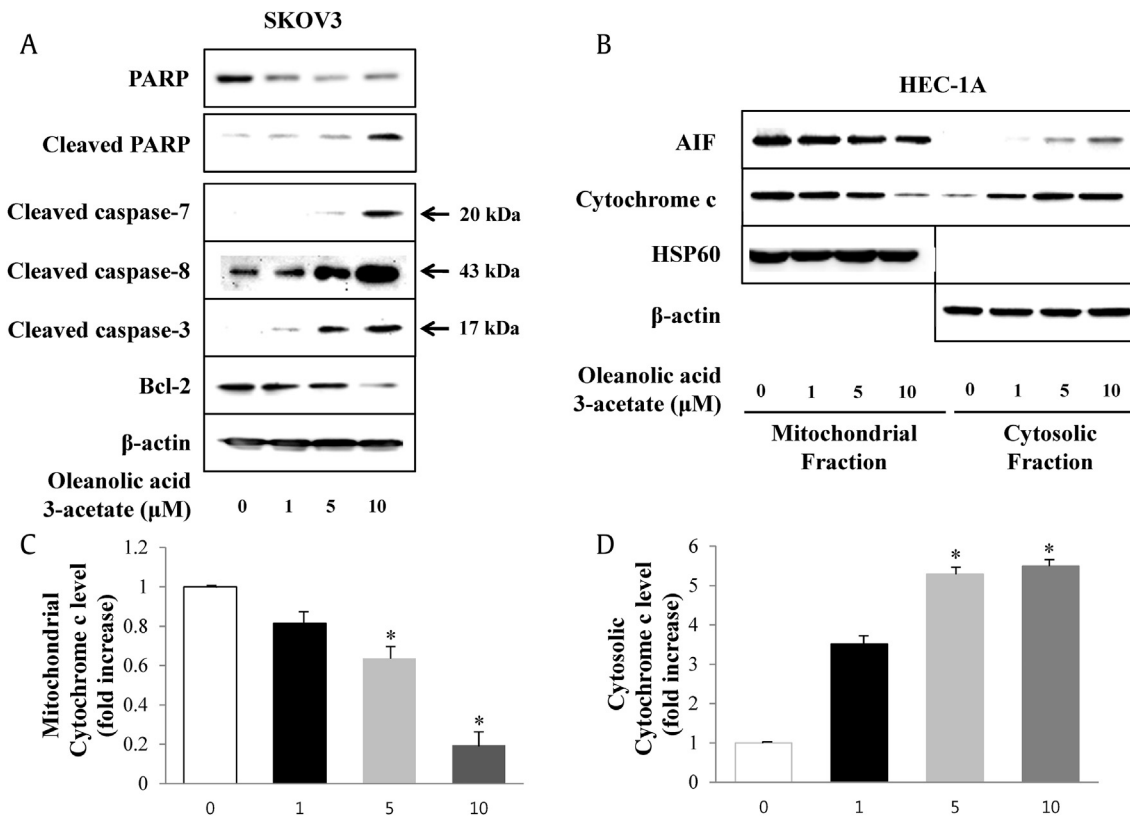 A
SKOV3
PARP
Cleaved PARP
Cleaved caspase-7
20 kDa
Cleaved caspase-8
43 kDa
Cleaved caspase-3
17 kDa
Bcl-2
β-actin
Oleanolic acid
3-acetate (μM)
0 1 5 10
B
HEC-1A
AIF
Cytochrome c
HSP60
β-actin
Oleanolic acid
3-acetate (μM)
0 1 5 10 0 1 5 10
Mitochondrial
Fraction
Cytosolic
Fraction
C
Mitochondrial
Cytochrome c level
(fold increase)
1.2
1
0.8
0.6
0.4
0.2
0
* *
0 1 5 10
D
Cytosolic
Cytochrome c level
(fold increase)
6
5
4
3
2
1
0
* *
0 1 5 10